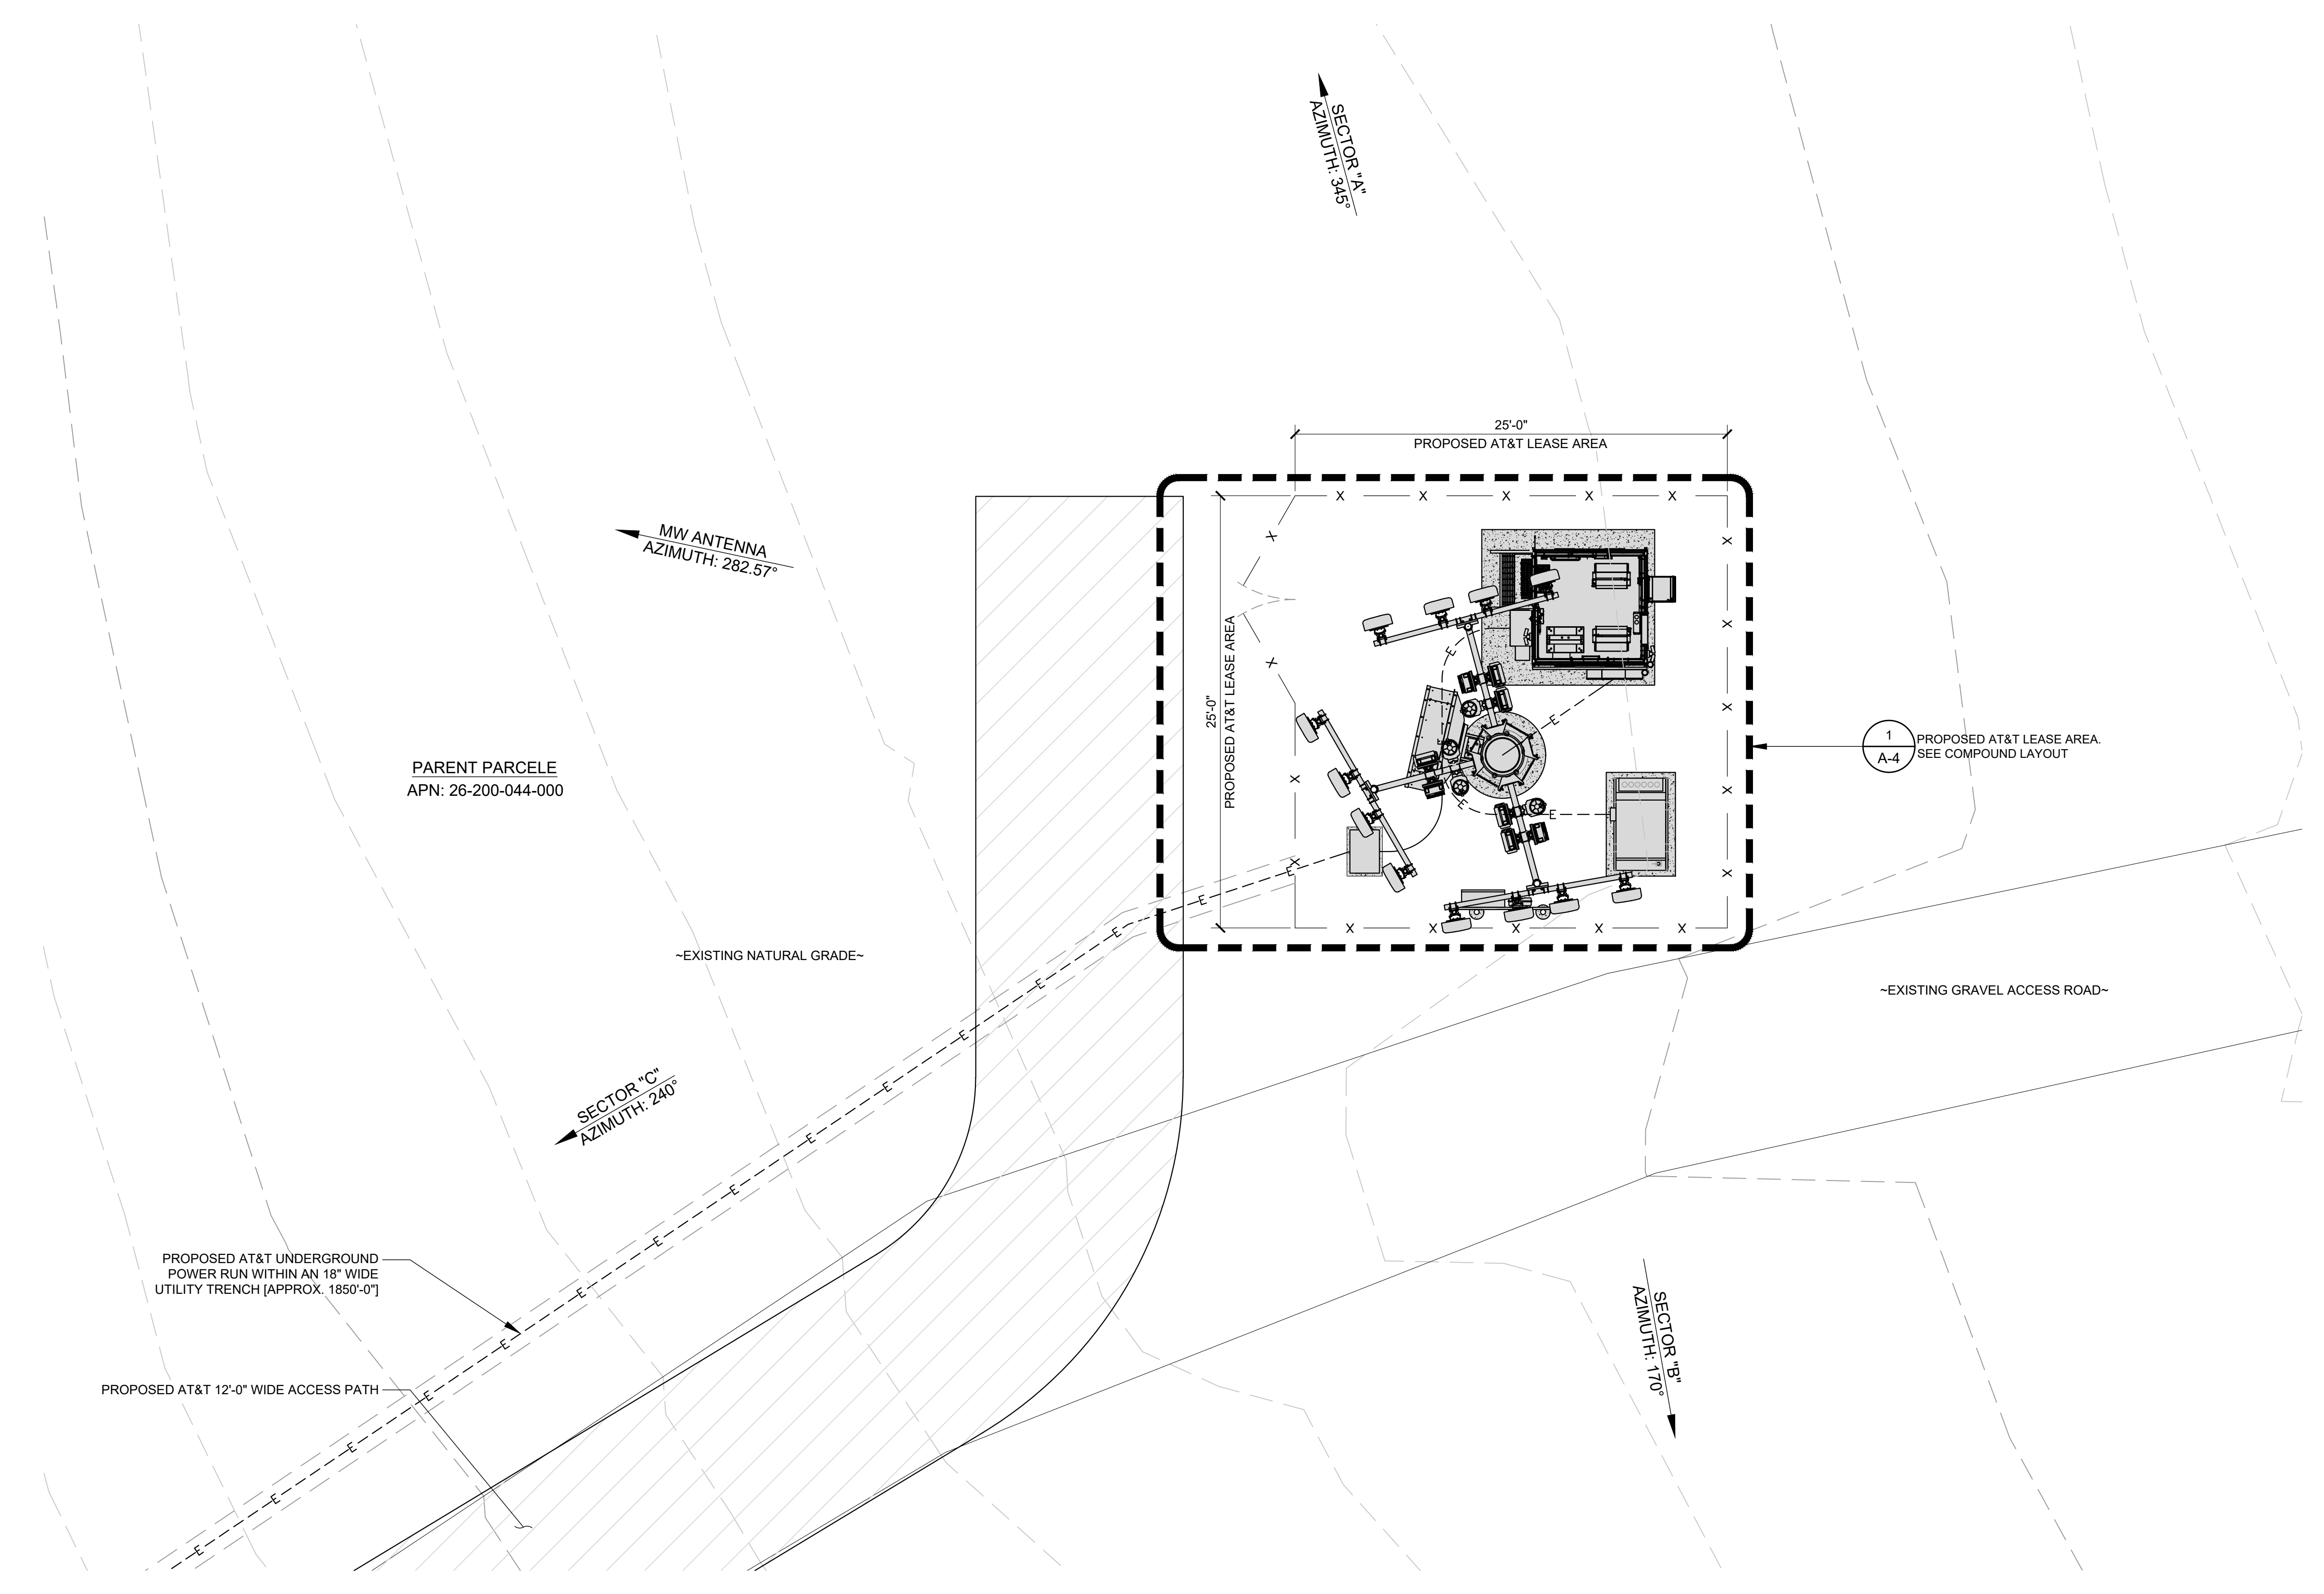 SECTOR "A"
AZIMUTH: 345°
25'-0"
PROPOSED AT&T LEASE AREA
MW ANTENNA
AZIMUTH: 282.57°
25'-0"
PROPOSED AT&T LEASE AREA
1
A-4
PROPOSED AT&T LEASE AREA.
SEE COMPOUND LAYOUT
PARENT PARCELE
APN: 26-200-044-000
~EXISTING NATURAL GRADE~
~EXISTING GRAVEL ACCESS ROAD~
SECTOR "C"
AZIMUTH: 240°
PROPOSED AT&T UNDERGROUND
POWER RUN WITHIN AN 18" WIDE
UTILITY TRENCH [APPROX. 1850'-0"]
SECTOR "B"
AZIMUTH: 170°
PROPOSED AT&T 12'-0" WIDE ACCESS PATH